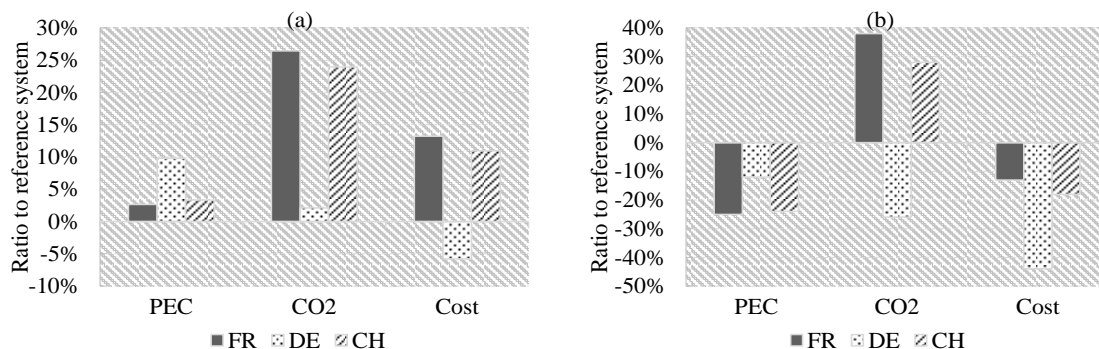 (a)
Ratio to reference system
30%
25%
20%
15%
10%
5%
0%
-5%
-10%
PEC CO2 Cost
FR DE CH
(b)
Ratio to reference system
40%
30%
20%
10%
0%
-10%
-20%
-30%
-40%
-50%
PEC CO2 Cost
FR DE CH